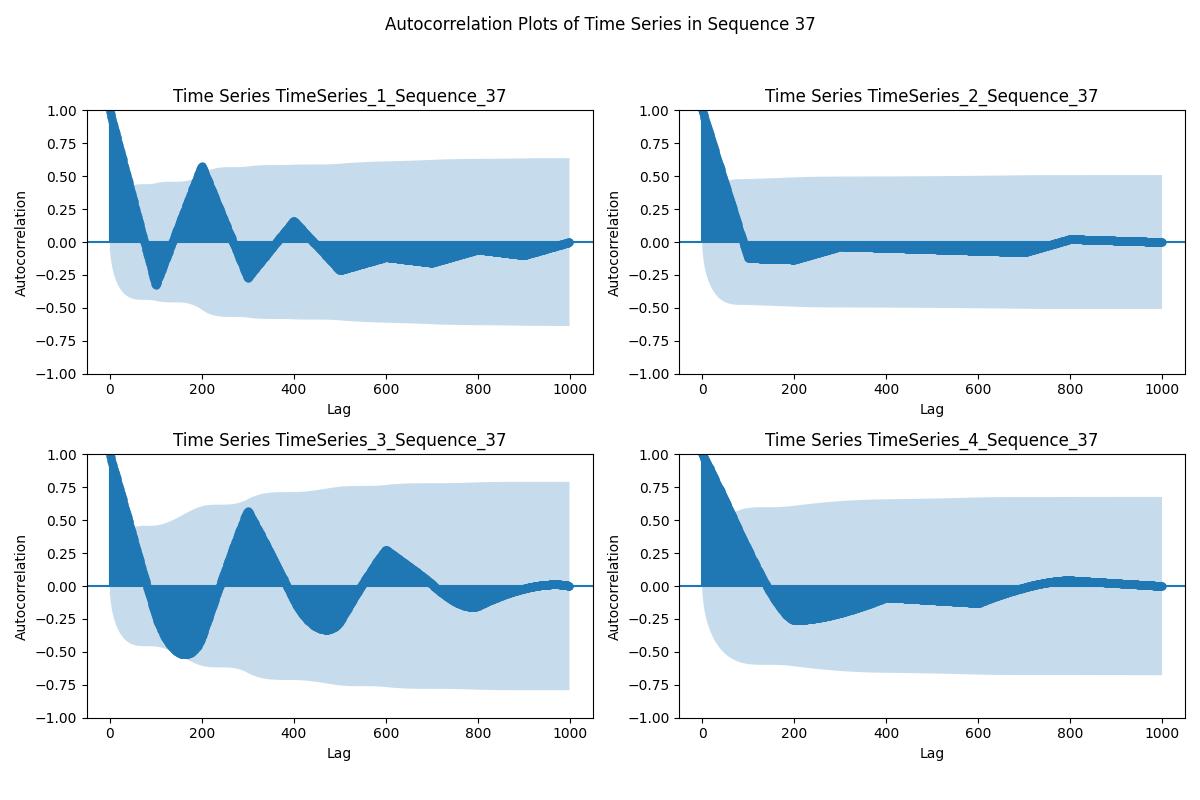 Autocorrelation Plots of Time Series in Sequence 37
Time Series TimeSeries_1_Sequence_37
Autocorrelation
1.00
0.75
0.50
0.25
0.00
−0.25
−0.50
−0.75
−1.00
0 200 400 600 800 1000
Lag
Time Series TimeSeries_2_Sequence_37
Autocorrelation
1.00
0.75
0.50
0.25
0.00
−0.25
−0.50
−0.75
−1.00
0 200 400 600 800 1000
Lag
Time Series TimeSeries_3_Sequence_37
Autocorrelation
1.00
0.75
0.50
0.25
0.00
−0.25
−0.50
−0.75
−1.00
0 200 400 600 800 1000
Lag
Time Series TimeSeries_4_Sequence_37
Autocorrelation
1.00
0.75
0.50
0.25
0.00
−0.25
−0.50
−0.75
−1.00
0 200 400 600 800 1000
Lag